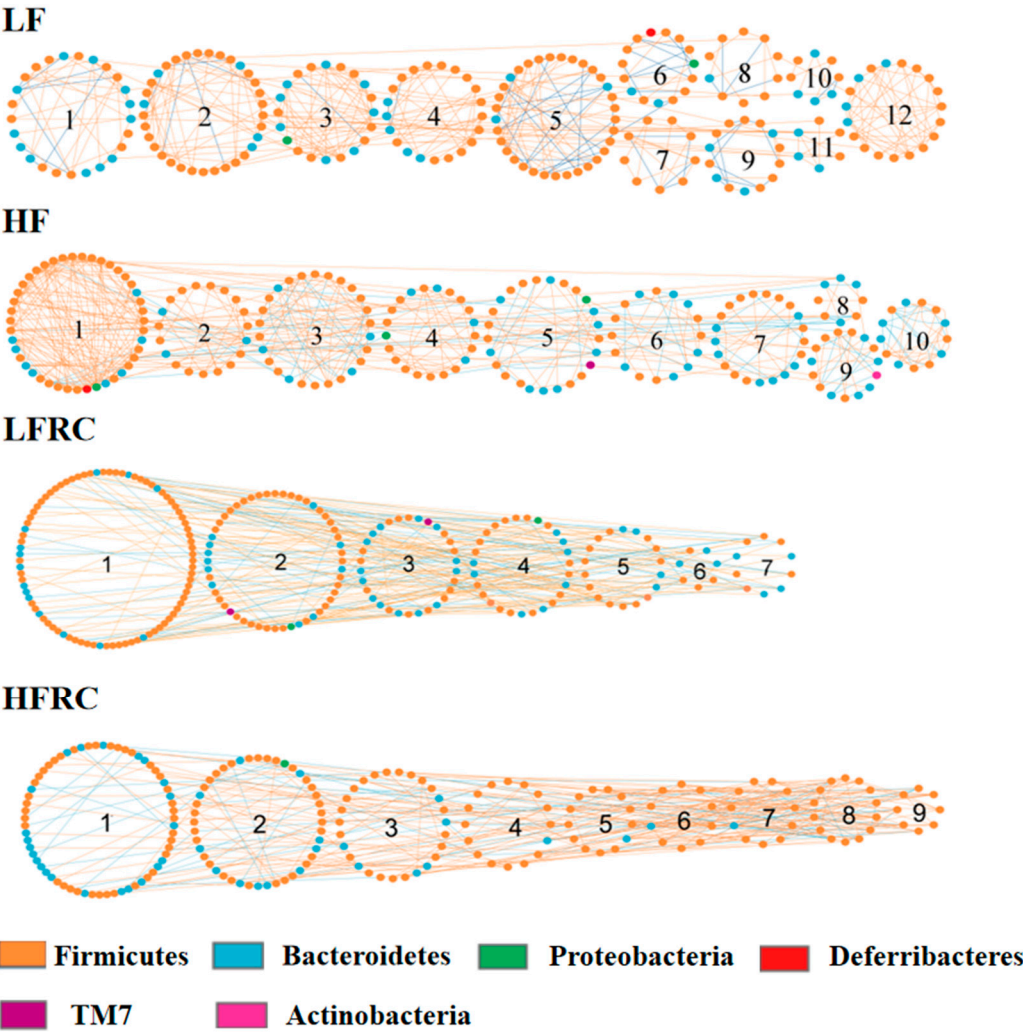 LF
1 2 3 4 5 6 7 8 9 10 11 12
HF
1 2 3 4 5 6 7 8 9 10
LFRC
1 2 3 4 5 6 7
HFRC
1 2 3 4 5 6 7 8 9
Firmicutes Bacteroidetes Proteobacteria Deferribacteres
TM7 Actinobacteria